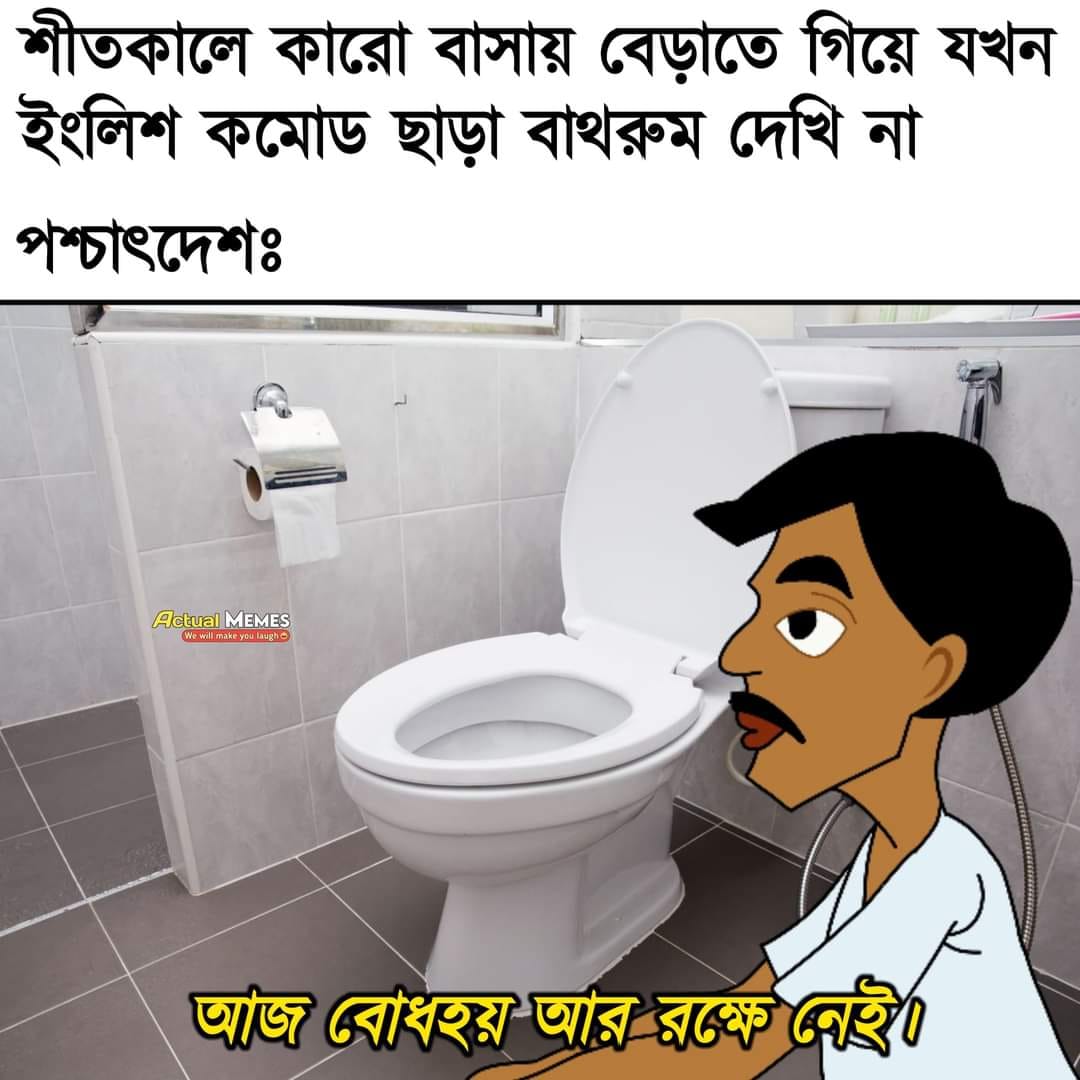 শীতকালে কারো বাসায় বেড়াতে গিয়ে যখন
ইংলিশ কমোড ছাড়া বাথরুম দেখি না
পশ্চাৎদেশঃ
Actual MEMES
We will make you laugh
আজ বোধহয় আর রক্ষে নেই।